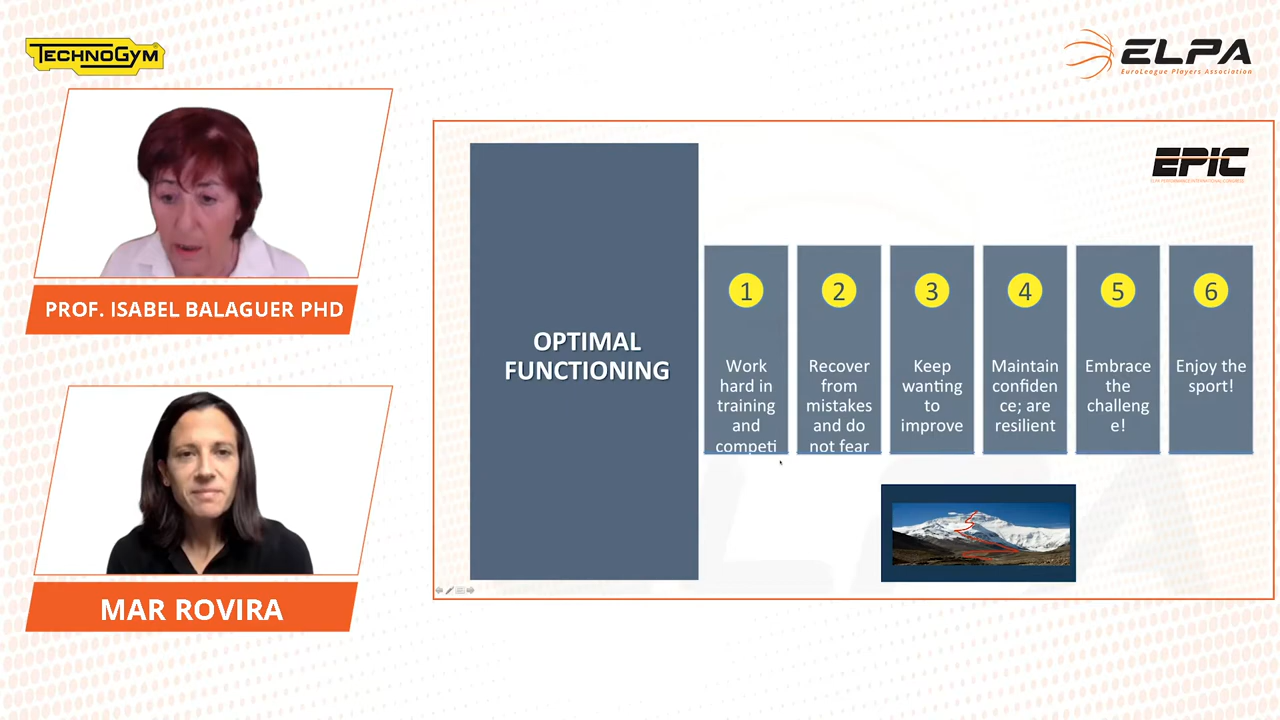 TECHNOGYM
ELPA
EuroLeague Players Association
EPIC
PROF. ISABEL BALAGUER PHD
MAR ROVIRA
OPTIMAL
FUNCTIONING
1
Work
hard in
training
and
competi
2
Recover
from
mistakes
and do
not fear
3
Keep
wanting
to
improve
4
Maintain
confiden
ce; are
resilient
5
Embrace
the
challeng
e!
6
Enjoy the
sport!